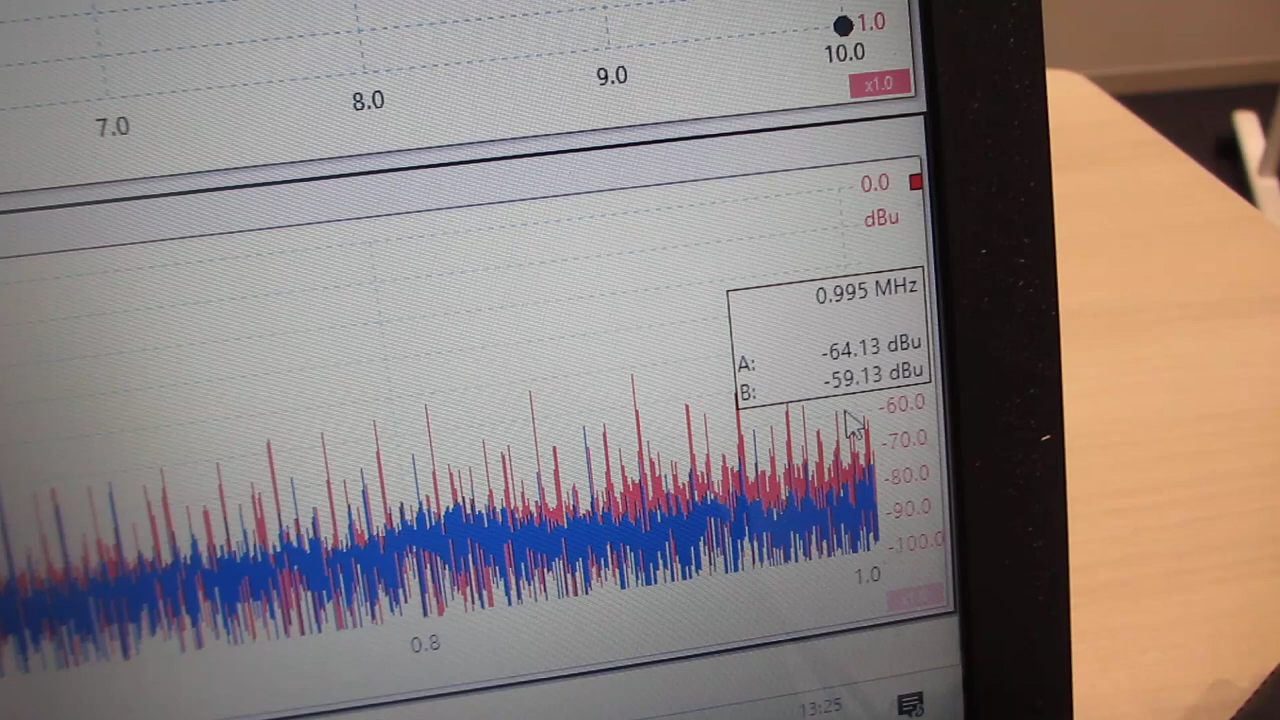 1.0
7.0 8.0 9.0 10.0
x1.0
0.0
dBu
0.995 MHz
A: -64.13 dBu
B: -59.13 dBu
-60.0
-70.0
-80.0
-90.0
-100.0
0.8 1.0
13:25